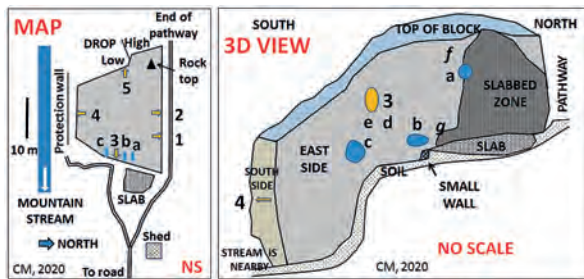 MAP
End of
pathway
DROP
High
Low
5
Rock
top
Protection wall
4
2
1
c
3
b
a
10 m
SLAB
MOUNTAIN
STREAM
NORTH
Shed
CM, 2020
To road
NS
SOUTH
3D VIEW
TOP OF BLOCK
NORTH
f
a
PATHWAY
SLABBED
ZONE
3
e d
b
g
c
SLAB
EAST
SIDE
SOIL
SOUTH
SIDE
4
SMALL
WALL
STREAM IS
NEARBY
CM, 2020
NO SCALE